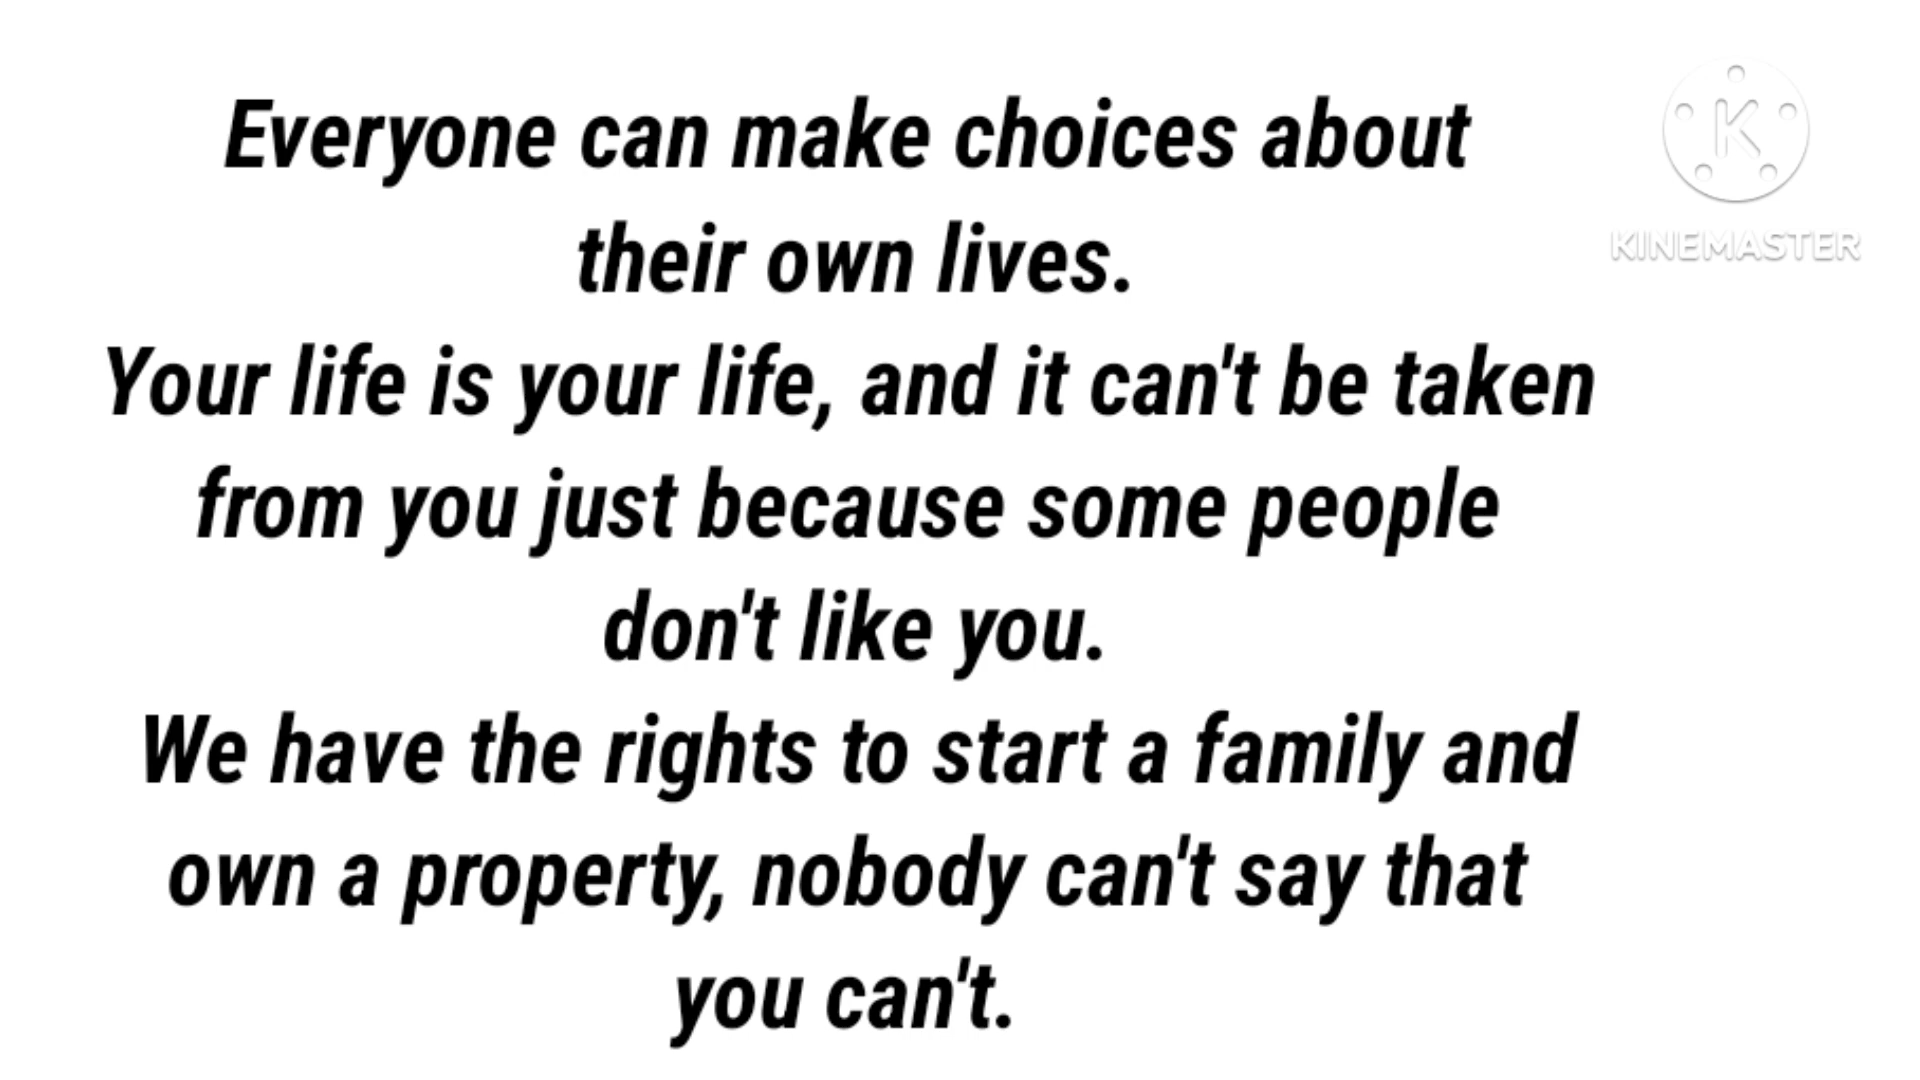 Everyone can make choices about
their own lives.
Your life is your life, and it can't be taken
from you just because some people
don't like you.
We have the rights to start a family and
own a property, nobody can't say that
you can't.
K
KINEMASTER